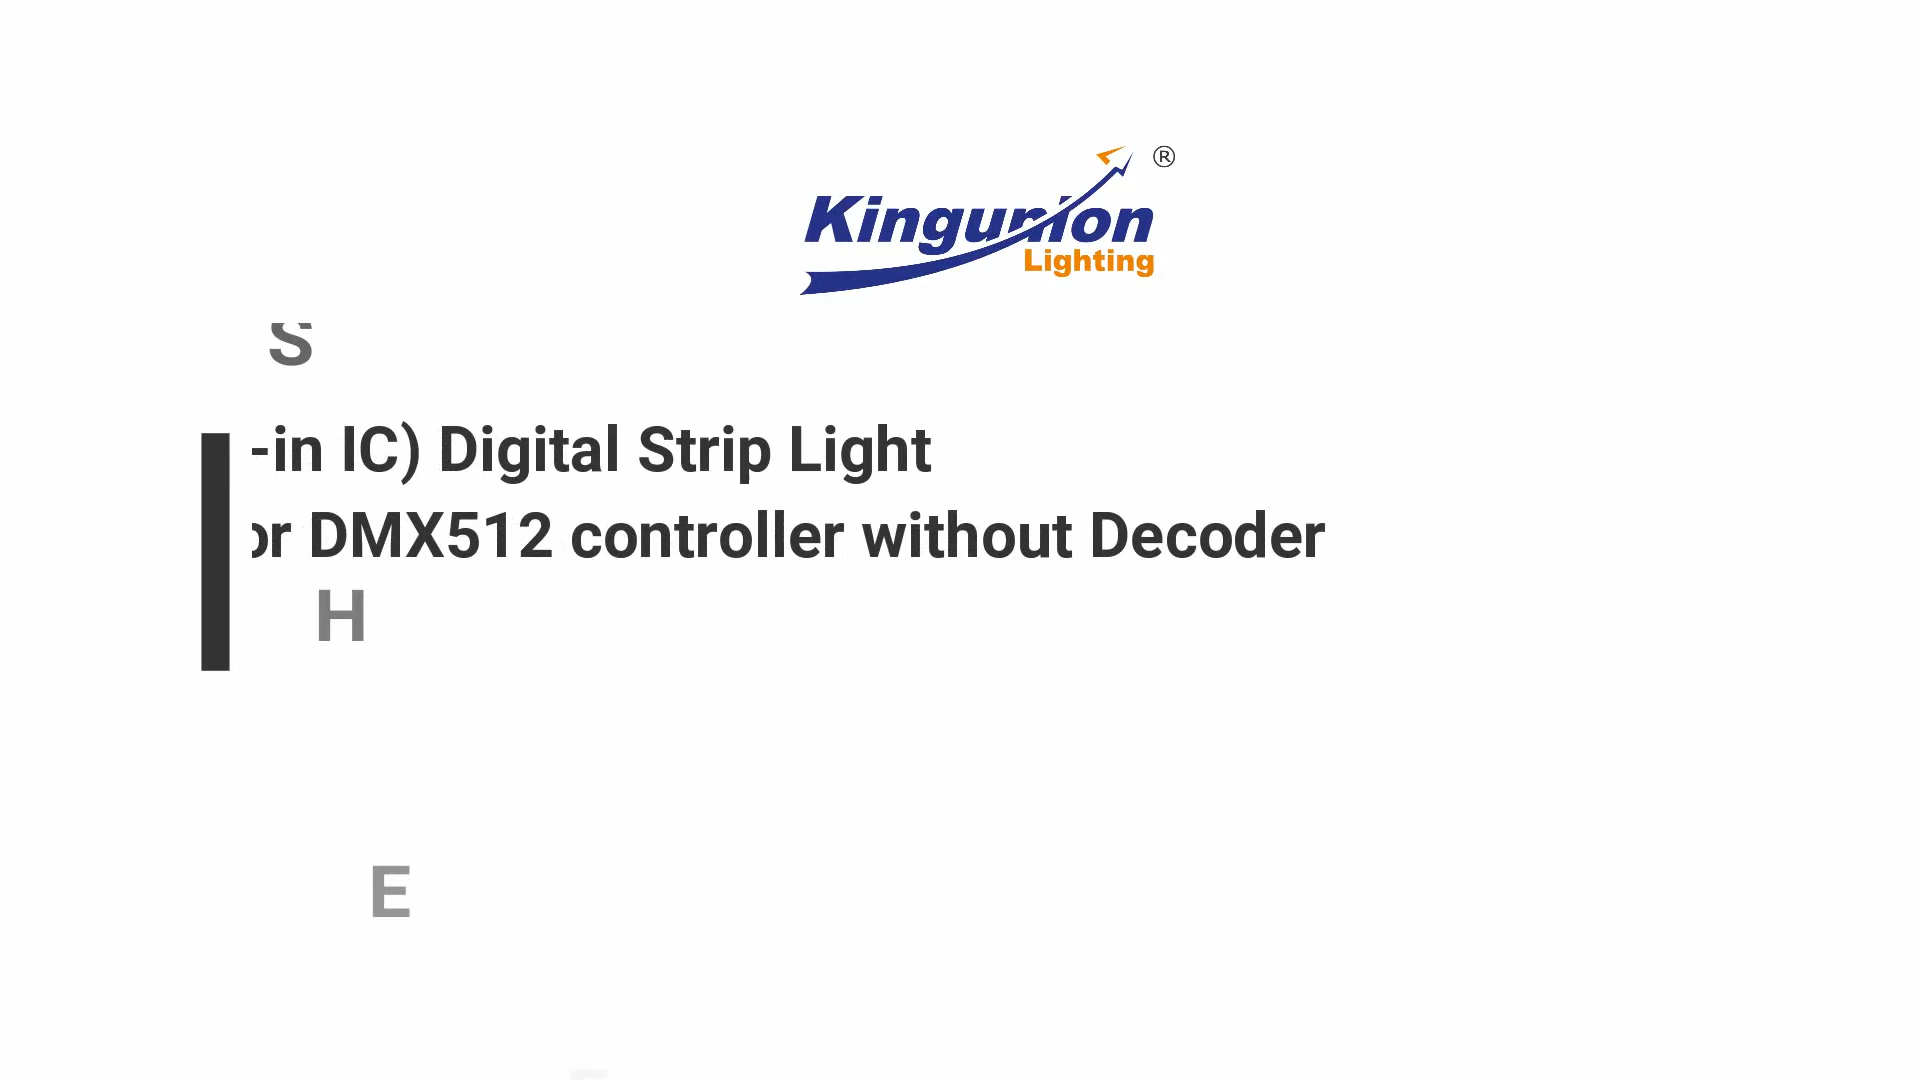 Kingunion
®
Lighting
S
-in IC) Digital Strip Light
or DMX512 controller without Decoder
H
E